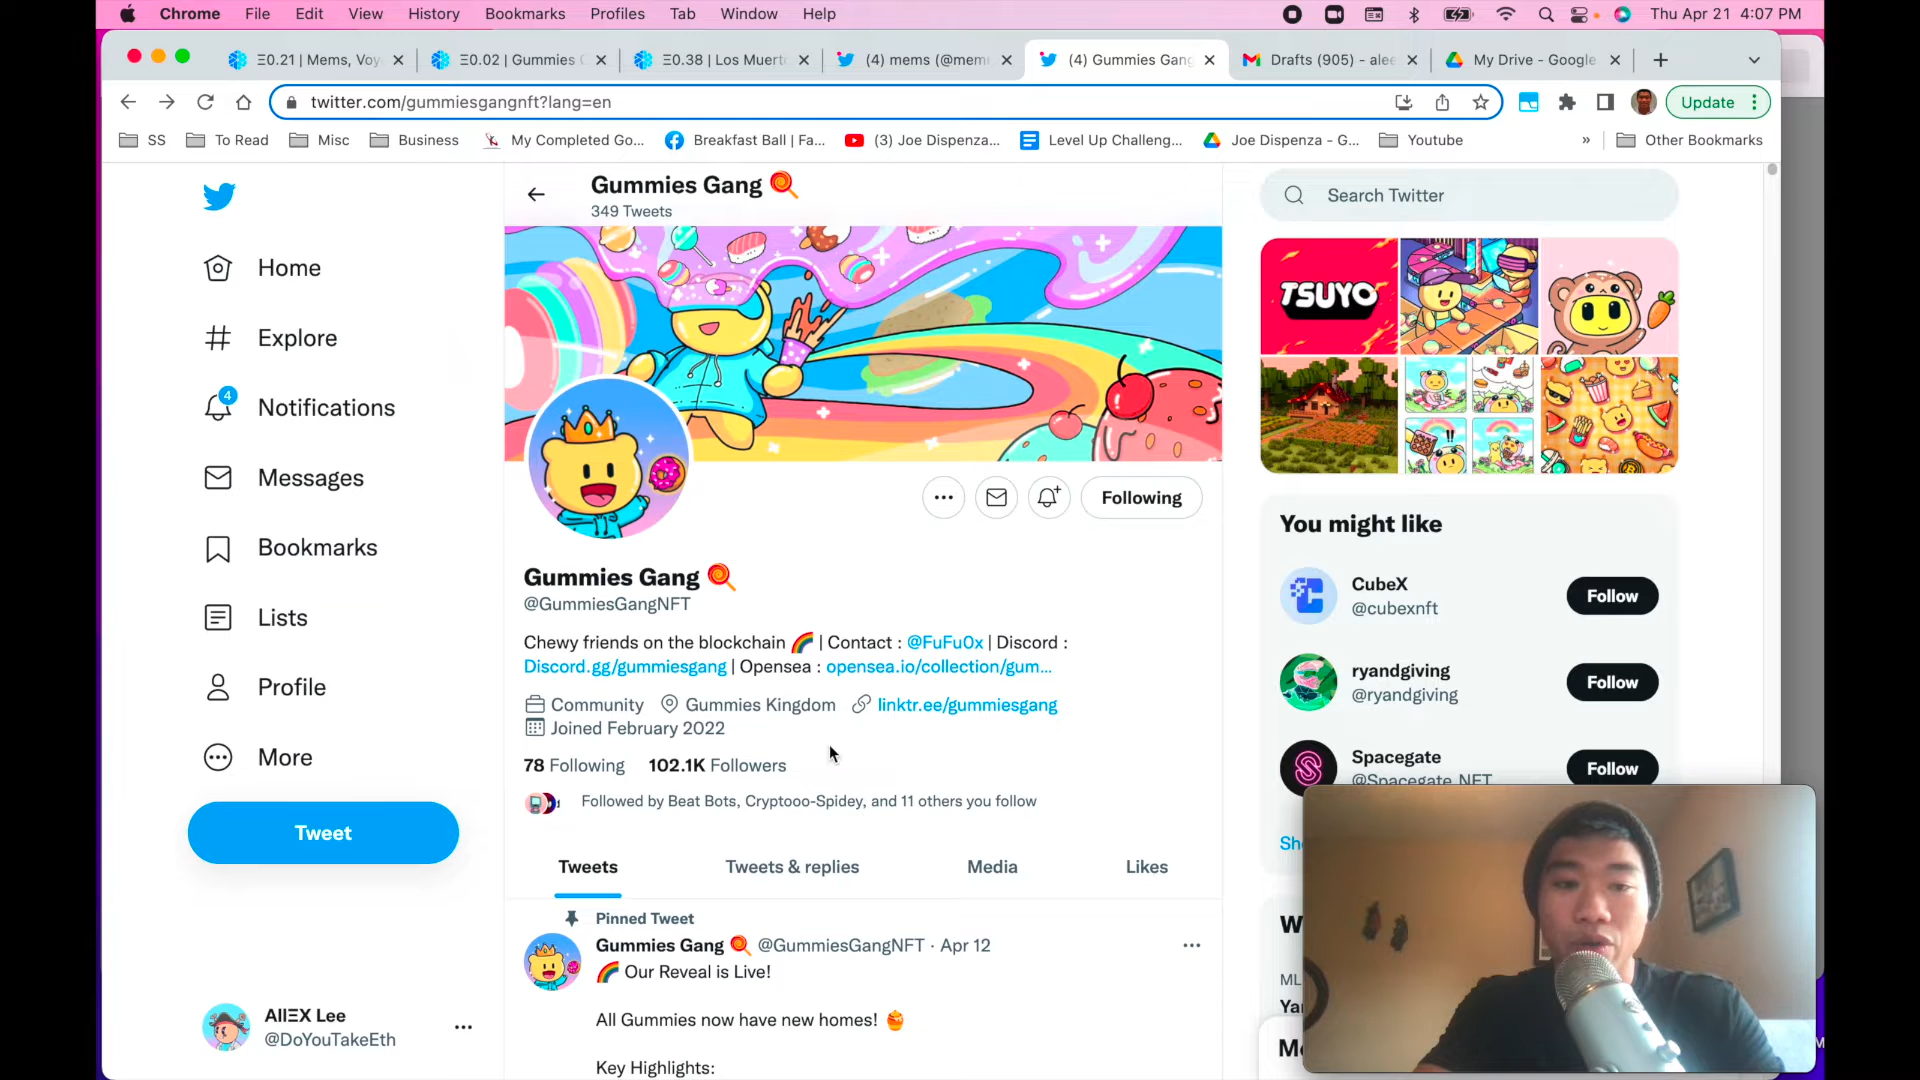 Chrome File Edit View History Bookmarks Profiles Tab Window Help Thu Apr 21 4:07 PM
Ξ0.21 | Mems, Voy
Ξ0.02 | Gummies
Ξ0.38 | Los Muert
(4) mems (@mem
(4) Gummies Gang
Drafts (905) - alee
My Drive - Google
twitter.com/gummiesgangnft?lang=en
Update
SS To Read Misc Business My Completed Go... Breakfast Ball | Fa... (3) Joe Dispenza... Level Up Challeng... Joe Dispenza - G... Youtube » Other Bookmarks
Home
Explore
4
Notifications
Messages
Bookmarks
Lists
Profile
More
Tweet
AllΞX Lee
@DoYouTakeEth
Gummies Gang
349 Tweets
Following
Gummies Gang
@GummiesGangNFT
Chewy friends on the blockchain | Contact : @FuFu0x | Discord :
Discord.gg/gummiesgang | Opensea : opensea.io/collection/gum...
Community Gummies Kingdom linktr.ee/gummiesgang
Joined February 2022
78 Following 102.1K Followers
Followed by Beat Bots, Cryptooo-Spidey, and 11 others you follow
Tweets Tweets & replies Media Likes
Pinned Tweet
Gummies Gang @GummiesGangNFT · Apr 12
Our Reveal is Live!
All Gummies now have new homes!
Key Highlights:
Search Twitter
TSUYO
You might like
CubeX
@cubexnft
Follow
ryandgiving
@ryandgiving
Follow
Spacegate
@Spacegate_NFT
Follow